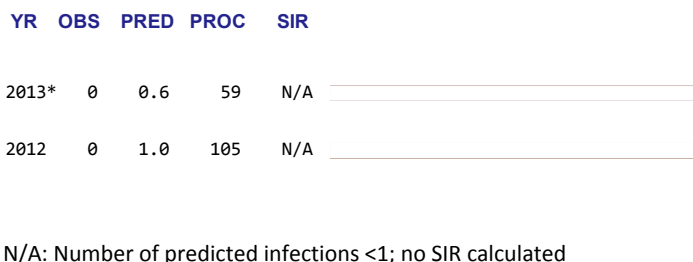 YR OBS PRED PROC SIR
2013* 0 0.6 59 N/A
2012 0 1.0 105 N/A
N/A: Number of predicted infections <1; no SIR calculated